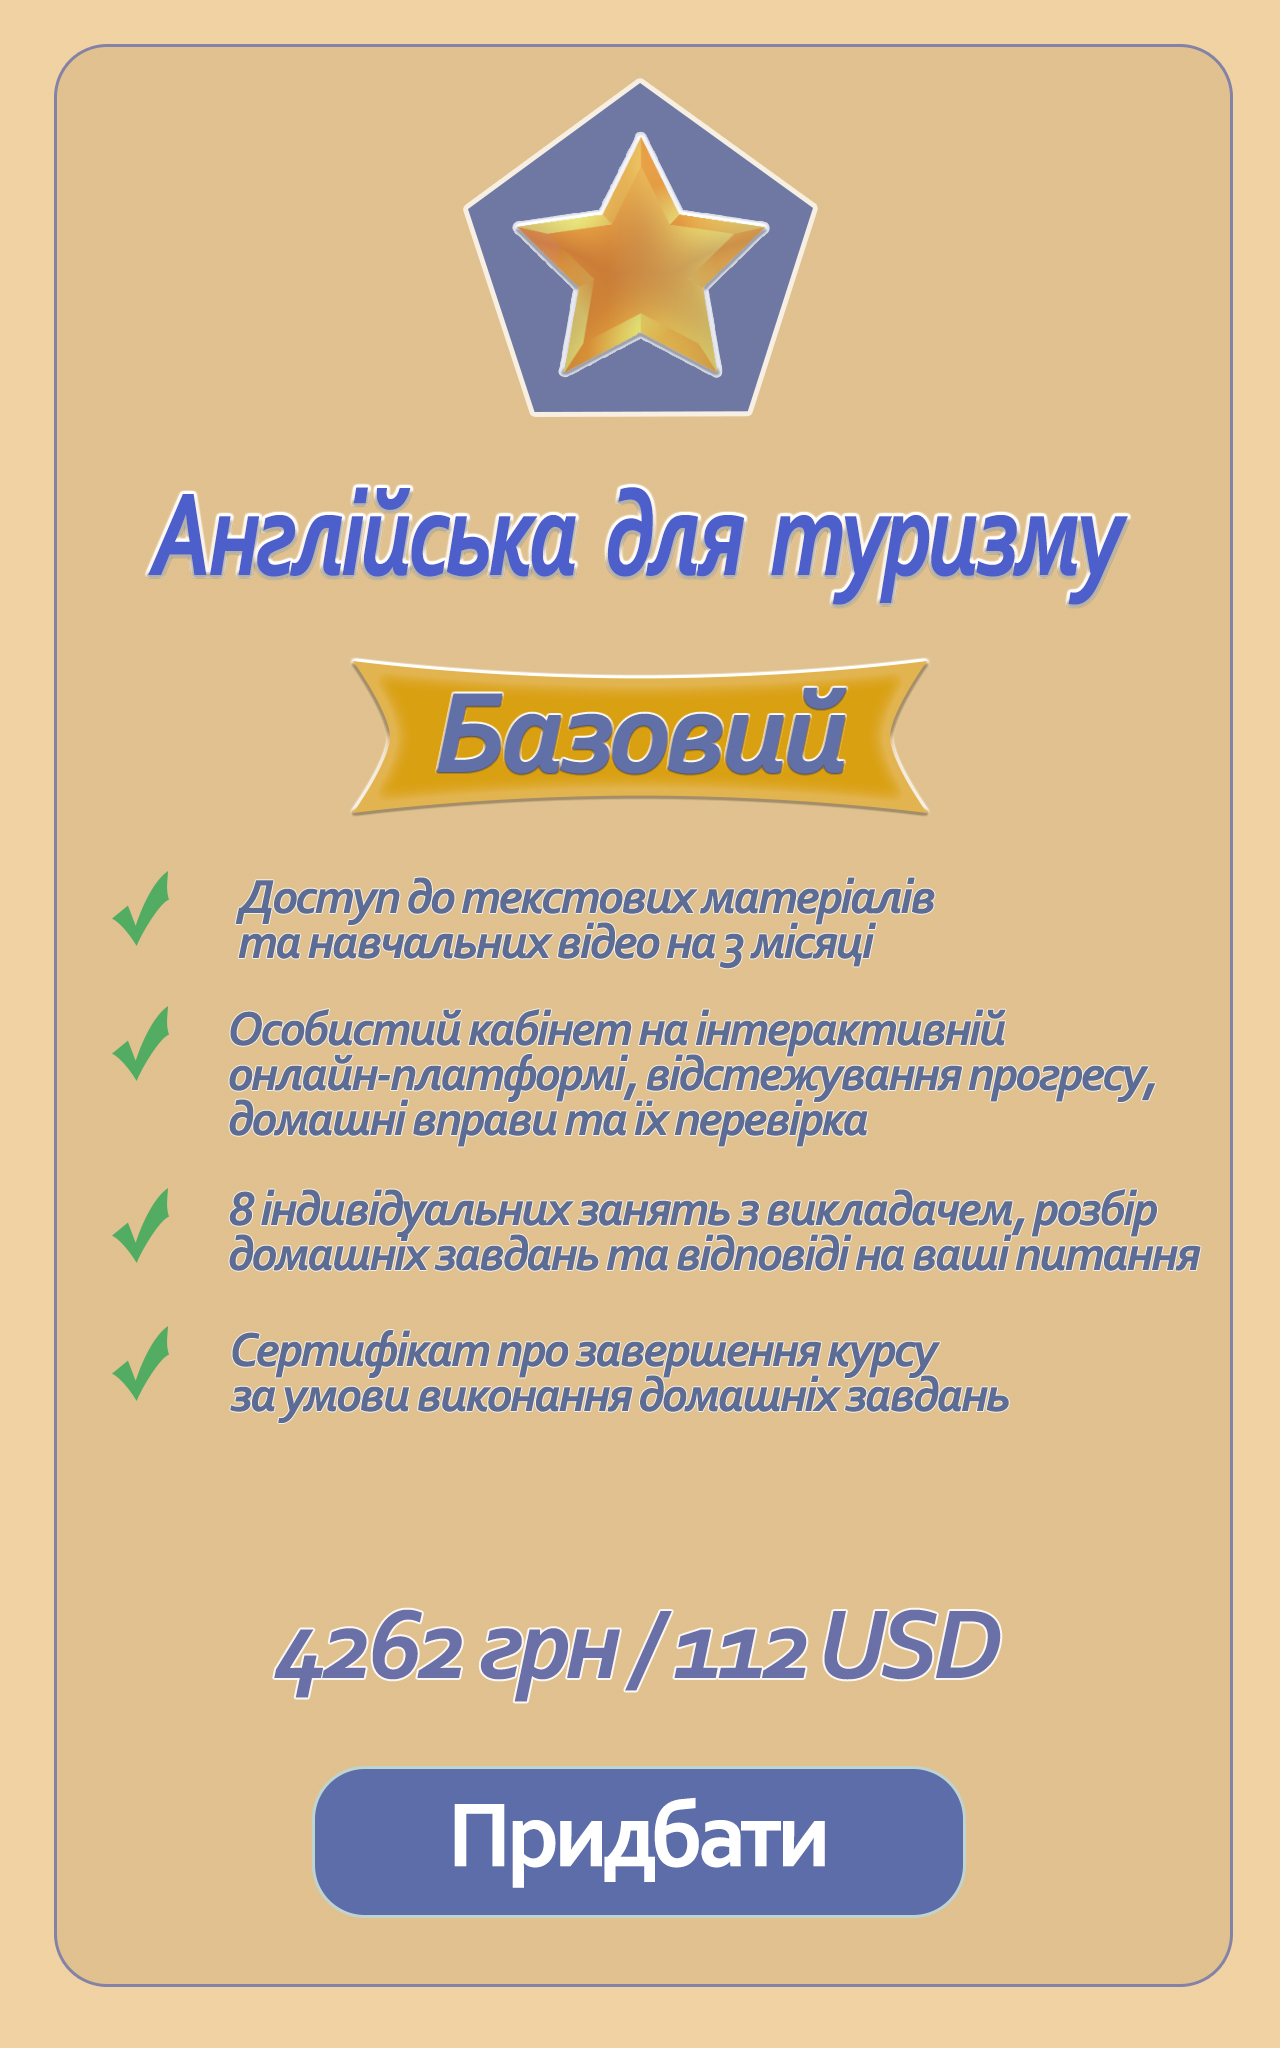 Англійська для туризму
Базовий
Доступ до текстових матеріалів
та навчальних відео на 3 місяці
Особистий кабінет на інтерактивній
онлайн-платформі, відстежування прогресу,
домашні вправи та їх перевірка
8 індивідуальних занять з викладачем, розбір
домашніх завдань та відповіді на ваші питання
Сертифікат про завершення курсу
за умови виконання домашніх завдань
4262 грн / 112 USD
Придбати